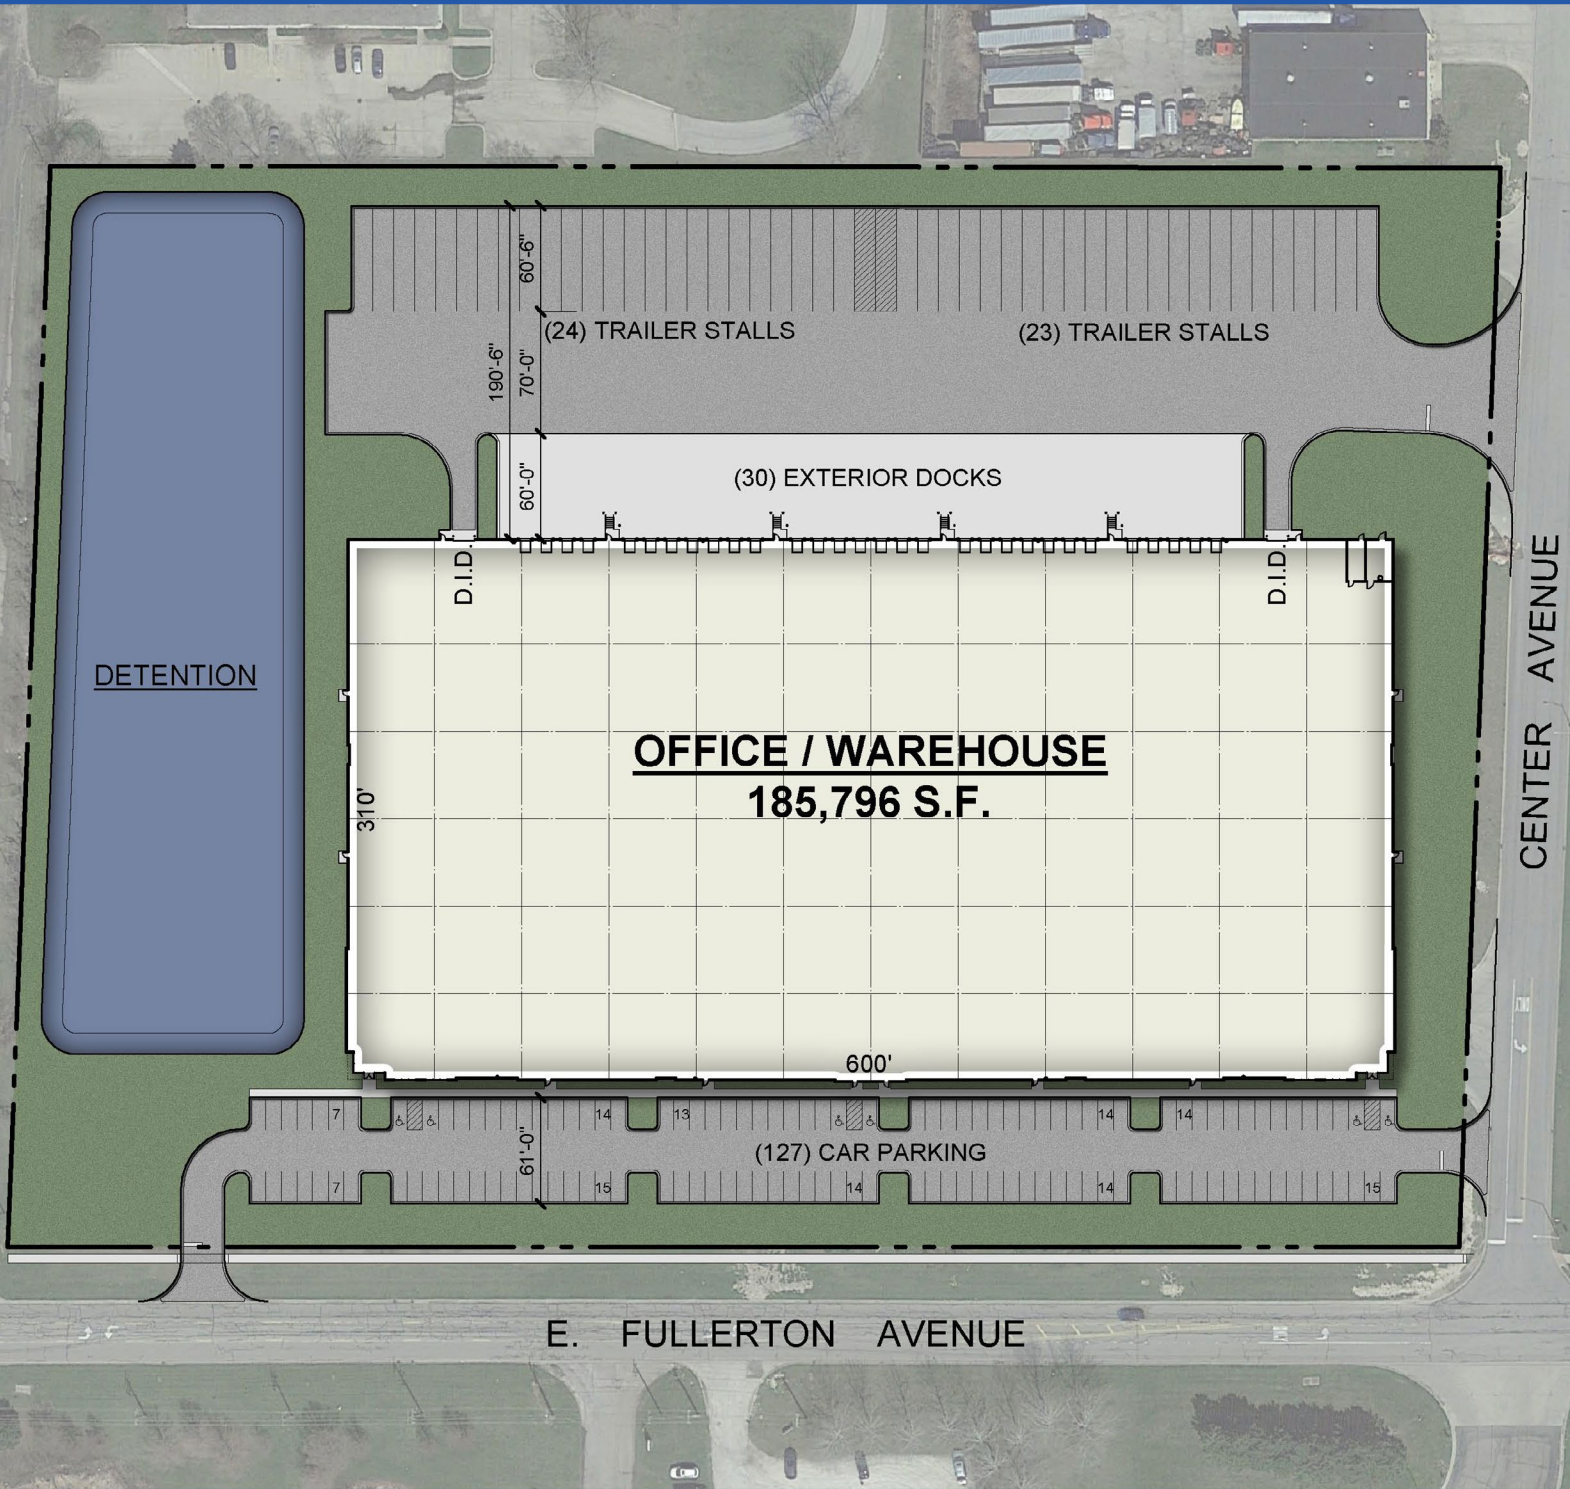 60'-6"
(24) TRAILER STALLS
(23) TRAILER STALLS
190'-6"
70'-0"
(30) EXTERIOR DOCKS
60'-0"
D.I.D.
D.I.D.
CENTER AVENUE
DETENTION
OFFICE / WAREHOUSE
185,796 S.F.
310'
600'
7
14
13
14
14
61'-0"
(127) CAR PARKING
7
15
14
14
15
E. FULLERTON AVENUE